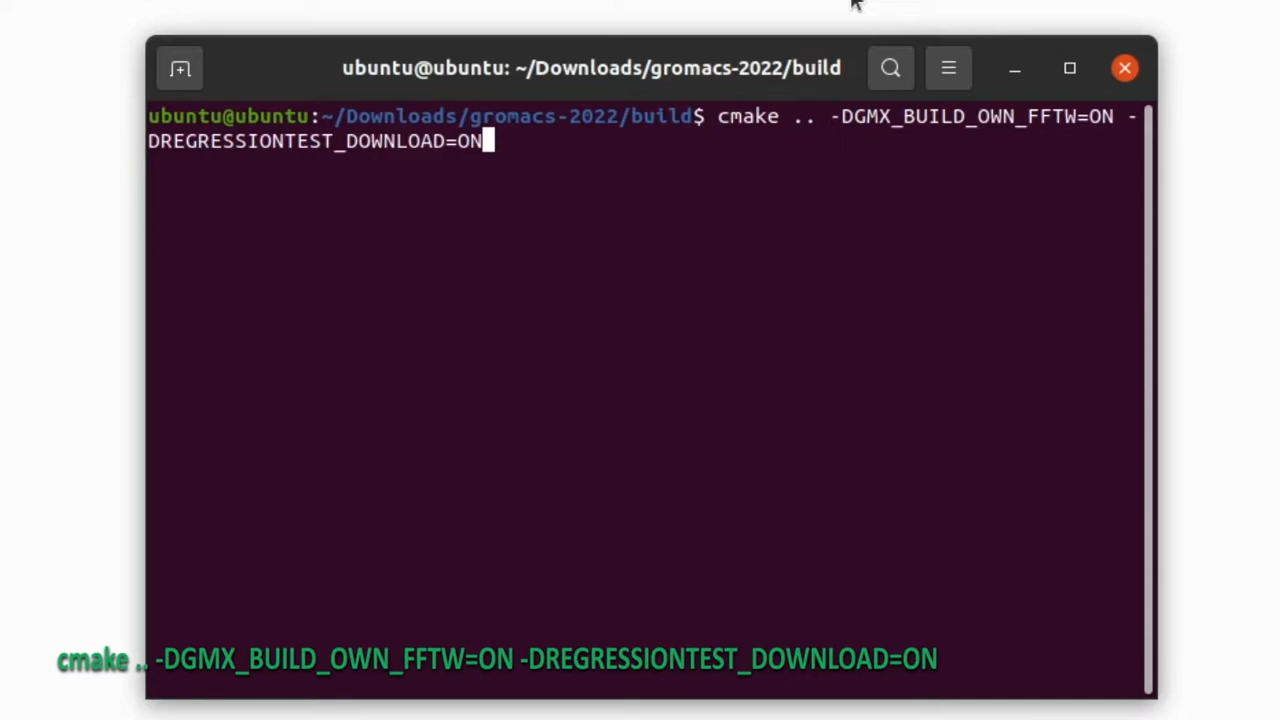 ubuntu@ubuntu: ~/Downloads/gromacs-2022/build
ubuntu@ubuntu:~/Downloads/gromacs-2022/build$ cmake .. -DGMX_BUILD_OWN_FFTW=ON -
DREGRESSIONTEST_DOWNLOAD=ON
cmake .. -DGMX_BUILD_OWN_FFTW=ON -DREGRESSIONTEST_DOWNLOAD=ON